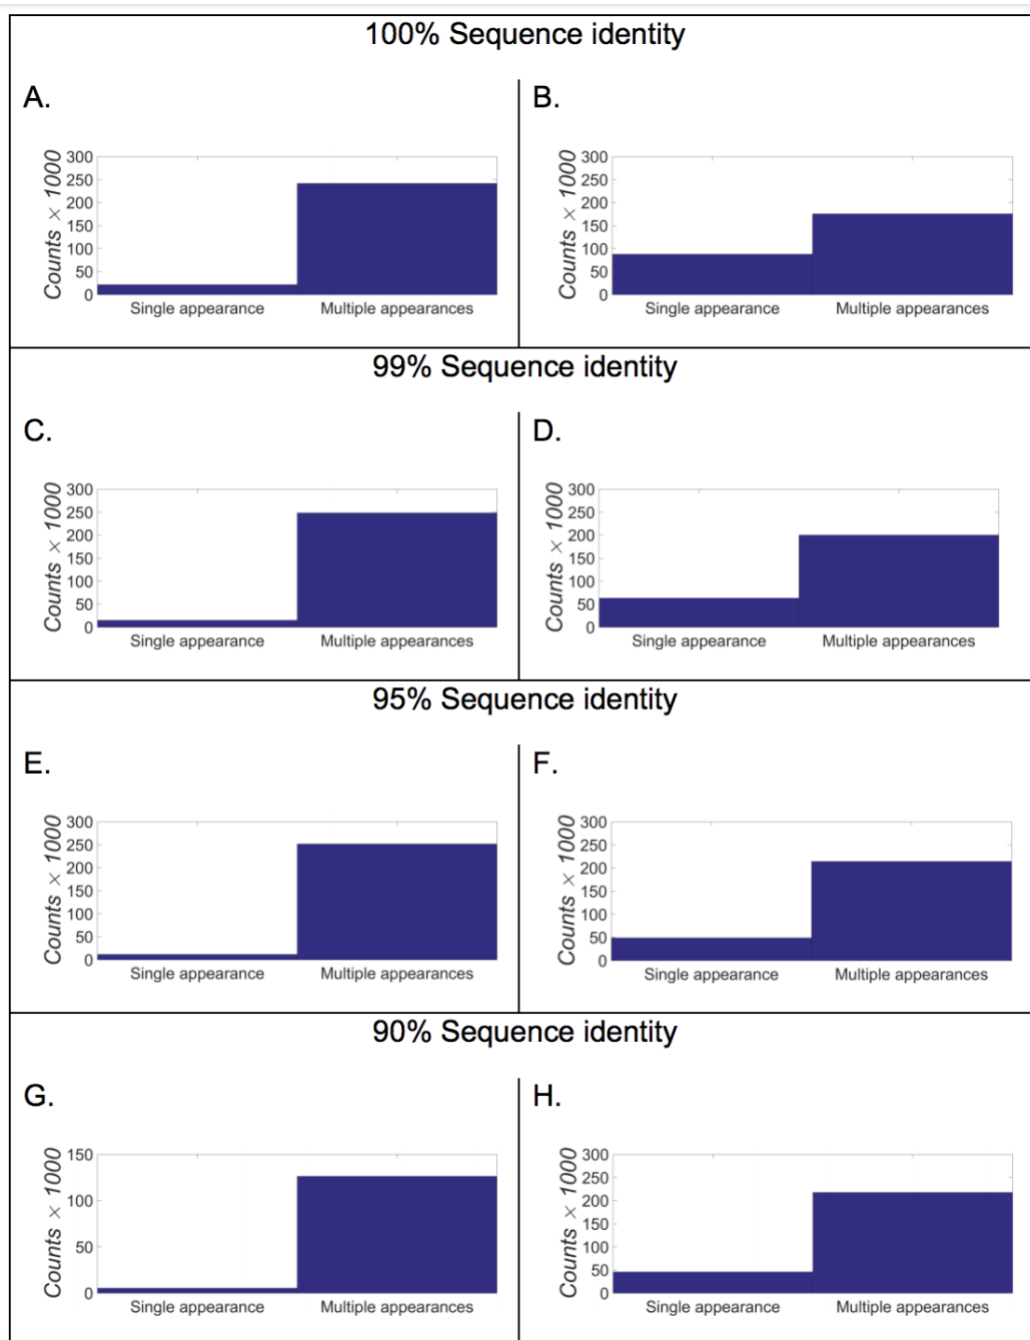 100% Sequence identity
A.
B.
Counts × 1000
300
250
200
150
100
50
0
Single appearance
Multiple appearances
Counts × 1000
300
250
200
150
100
50
0
Single appearance
Multiple appearances
99% Sequence identity
C.
D.
Counts × 1000
300
250
200
150
100
50
0
Single appearance
Multiple appearances
Counts × 1000
300
250
200
150
100
50
0
Single appearance
Multiple appearances
95% Sequence identity
E.
F.
Counts × 1000
300
250
200
150
100
50
0
Single appearance
Multiple appearances
Counts × 1000
300
250
200
150
100
50
0
Single appearance
Multiple appearances
90% Sequence identity
G.
H.
Counts × 1000
150
100
50
0
Single appearance
Multiple appearances
Counts × 1000
300
250
200
150
100
50
0
Single appearance
Multiple appearances